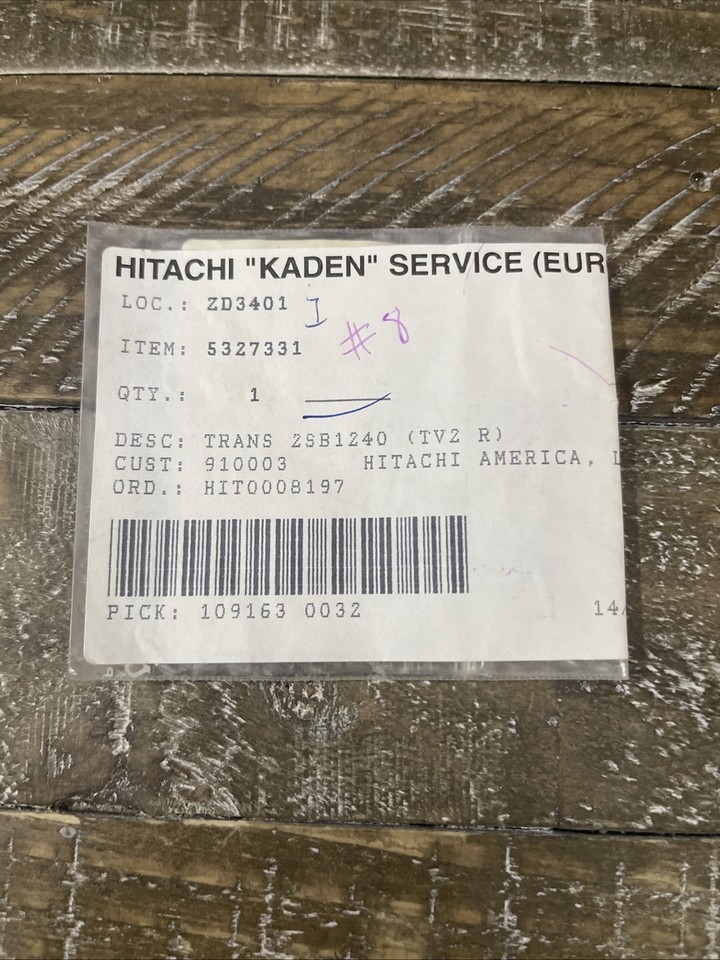 HITACHI "KADEN" SERVICE (EUR
LOC.: ZD3401 I
#8
ITEM: 5327331
QTY.: 1
DESC: TRANS 2SB1240 (TV2 R)
CUST: 910003 HITACHI AMERICA, L
ORD.: HIT0008197
PICK: 109163 0032 14/